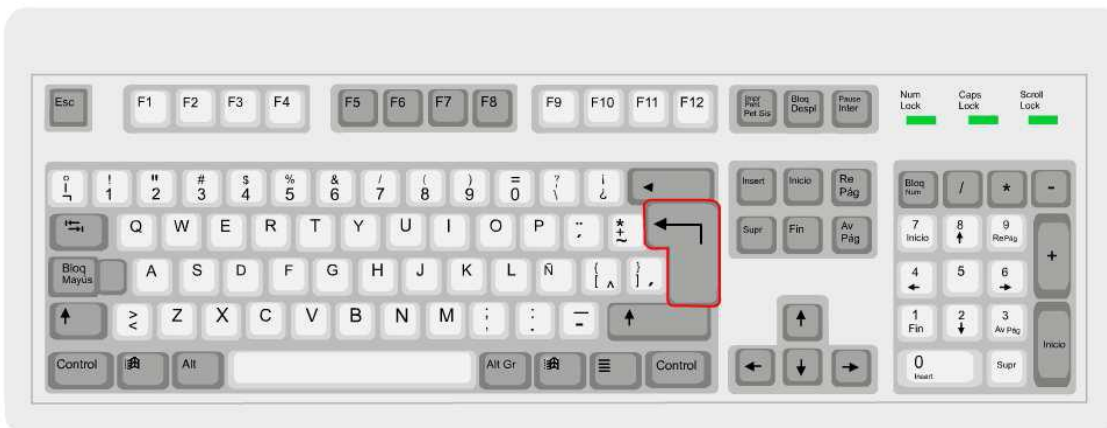 Esc F1 F2 F3 F4 F5 F6 F7 F8 F9 F10 F11 F12
Impr
Pant
Pet Sis
Bloq
Despl
Pause
Inter
Num
Lock
Caps
Lock
Scroll
Lock
! " # $ % & / ( ) = ? ¡
1 2 3 4 5 6 7 8 9 0 \ ¿
Insert Inicio Re
Pág
Bloq
Num
/ * -
Q W E R T Y U I O P ¨ *
+
~
Supr Fin Av
Pág
7
Inicio
8
9
RePág
+
Bloq
Mayus
A S D F G H J K L Ñ { }
[ ^ ] ,
4 5 6
>
<
Z X C V B N M ; : _
, . -
1
Fin
2 3
Av Pág
Inicio
Control Alt Alt Gr Control
0
Insert
Supr